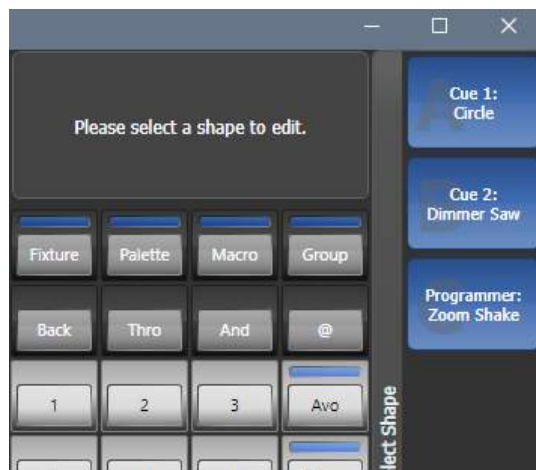 Please select a shape to edit.
Cue 1:
Circle
A
Cue 2:
Dimmer Saw
B
Programmer:
Zoom Shake
C
Fixture Palette Macro Group
Back Thro And @
1 2 3 Avo
lect Shape